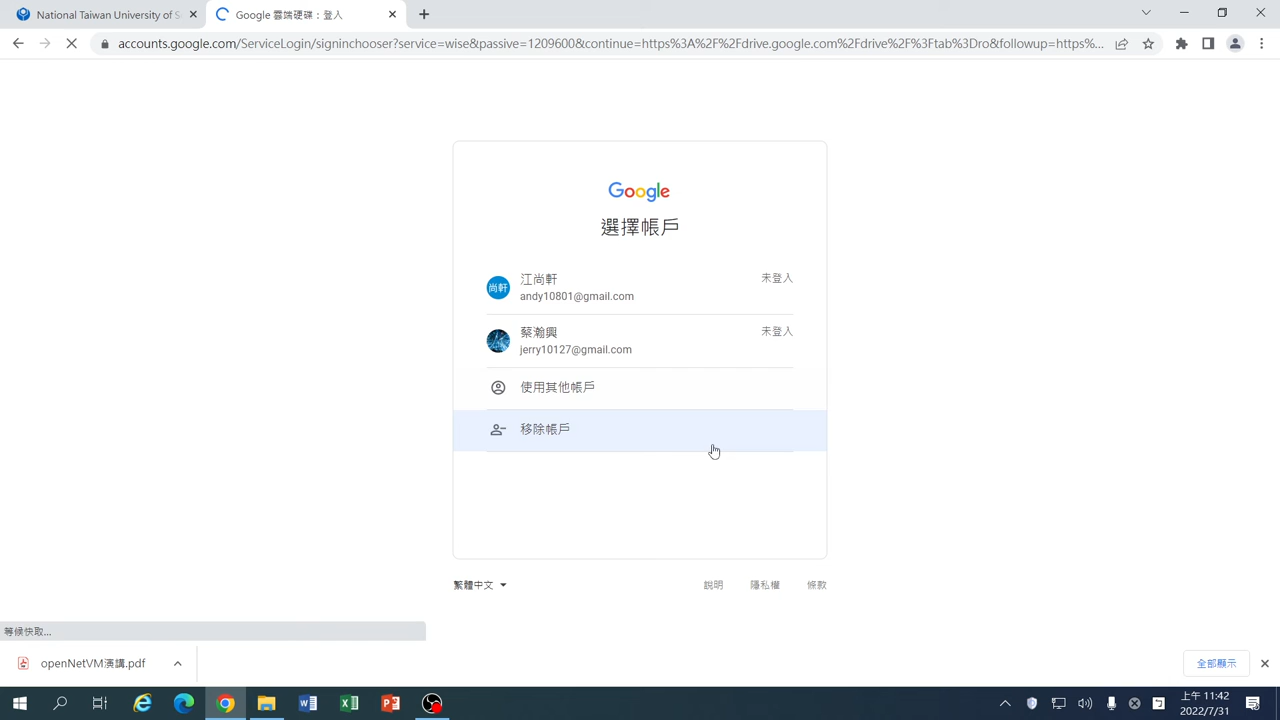 National Taiwan University of S
Google 雲端硬碟：登入
accounts.google.com/ServiceLogin/signinchooser?service=wise&passive=1209600&continue=https%3A%2F%2Fdrive.google.com%2Fdrive%2F%3Ftab%3Dro&followup=https%...
Google
選擇帳戶
尚軒
江尚軒
未登入
andy10801@gmail.com
蔡瀚興
未登入
jerry10127@gmail.com
使用其他帳戶
移除帳戶
繁體中文
說明
隱私權
條款
等候快取...
openNetVM演講.pdf
全部顯示
上午 11:42
2022/7/31